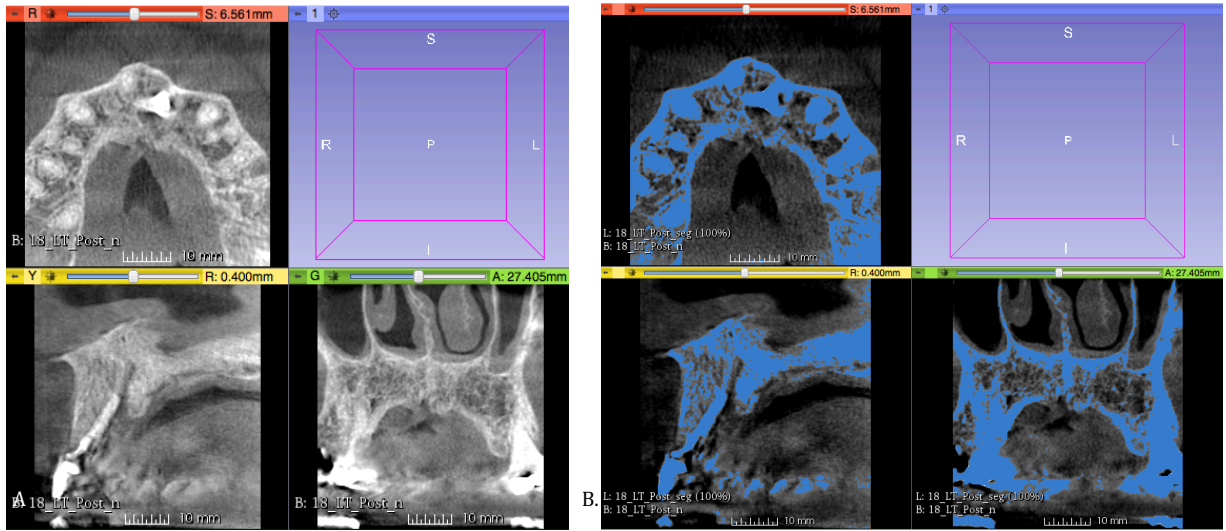 R S: 6.561mm
1
S
R P L
I
B: 18_LT_Post_n
10 mm
Y R: 0.400mm
G A: 27.405mm
B: 18_LT_Post_n
10 mm
B: 18_LT_Post_n
10 mm
A
S: 6.561mm
1
S
R P L
I
L: 18_LT_Post_seg (100%)
B: 18_LT_Post_n
10 mm
R: 0.400mm
A: 27.405mm
L: 18_LT_Post_seg (100%)
B: 18_LT_Post_n
10 mm
L: 18_LT_Post_seg (100%)
B: 18_LT_Post_n
10 mm
B.